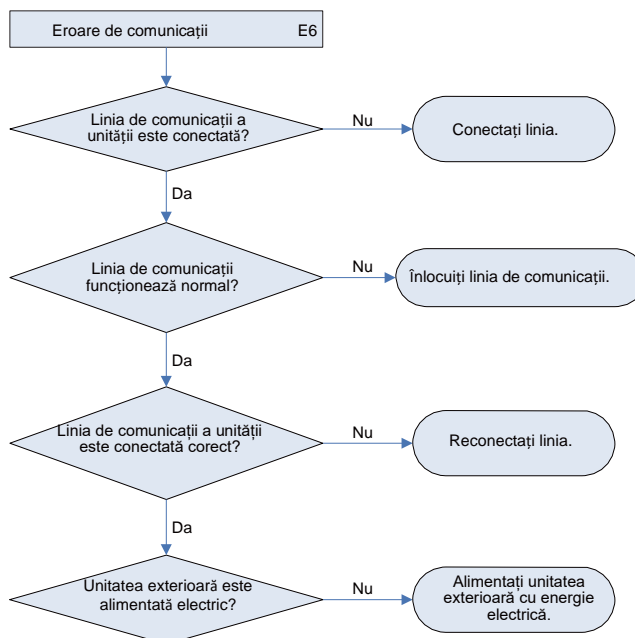 Eroare de comunicații E6
Linia de comunicații a
unității este conectată?
Nu
Conectați linia.
Da
Linia de comunicații
funcționează normal?
Nu
Înlocuiți linia de comunicații.
Da
Linia de comunicații a unității
este conectată corect?
Nu
Reconectați linia.
Da
Unitatea exterioară este
alimentată electric?
Nu
Alimentați unitatea
exterioară cu energie
electrică.